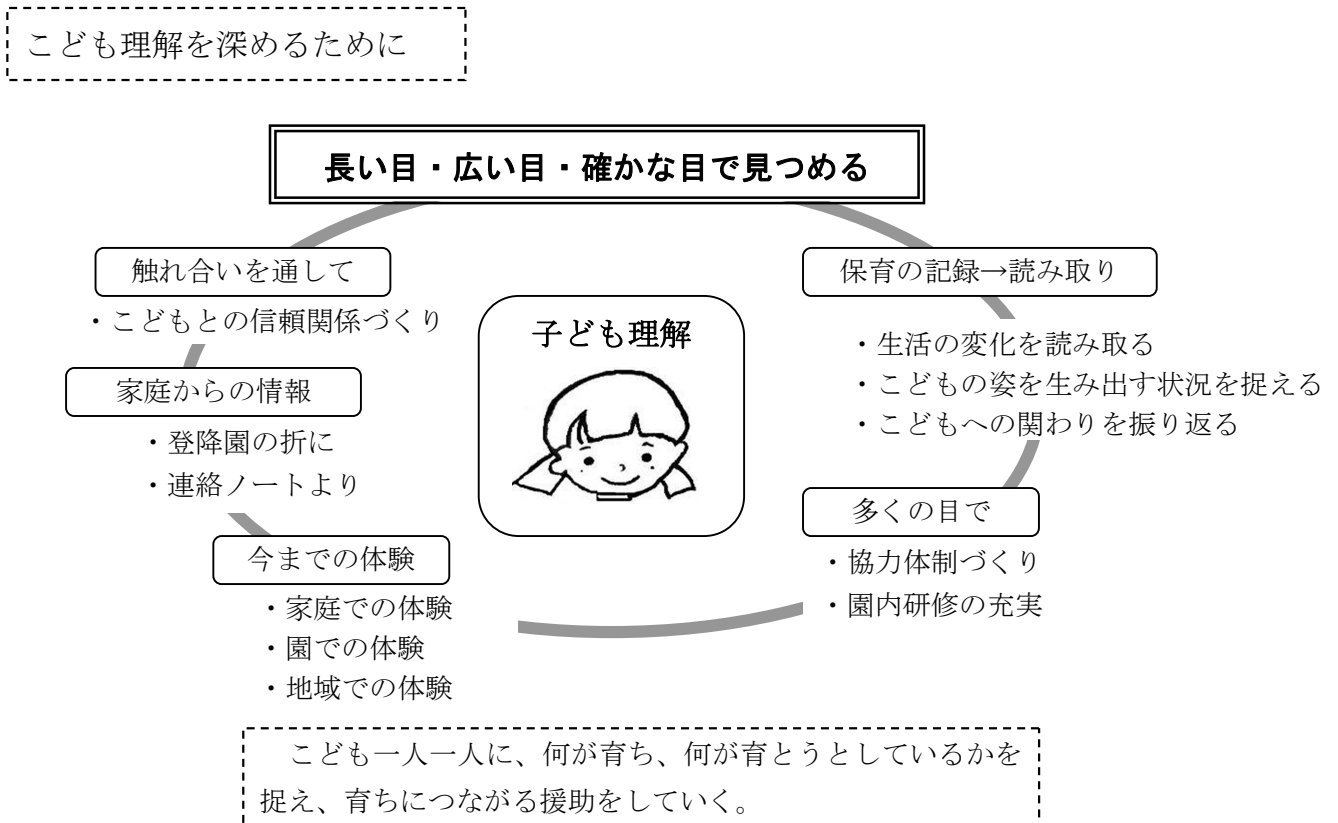 こども理解を深めるために
長い目・広い目・確かな目で見つめる
触れ合いを通して
・こどもとの信頼関係づくり
家庭からの情報
・登降園の折に
・連絡ノートより
今までの体験
・家庭での体験
・園での体験
・地域での体験
子ども理解
保育の記録→読み取り
・生活の変化を読み取る
・こどもの姿を生み出す状況を捉える
・こどもへの関わりを振り返る
多くの目で
・協力体制づくり
・園内研修の充実
こども一人一人に、何が育ち、何が育とうとしているかを
捉え、育ちにつながる援助をしていく。